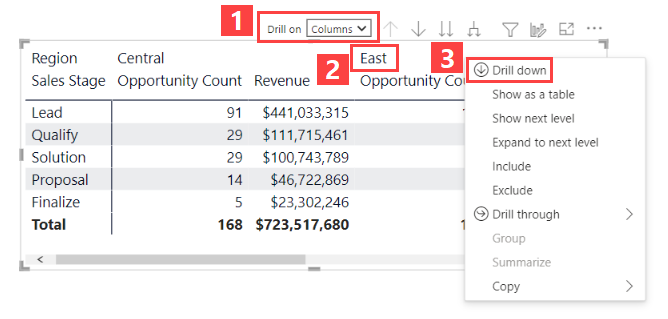 1 Drill on Columns
Region Central 2 East 3
Sales Stage Opportunity Count Revenue Opportunity
Lead 91 $441,033,315
Qualify 29 $111,715,461
Solution 29 $100,743,789
Proposal 14 $46,722,869
Finalize 5 $23,302,246
Total 168 $723,517,680
Drill down
Show as a table
Show next level
Expand to next level
Include
Exclude
Drill through
Group
Summarize
Copy